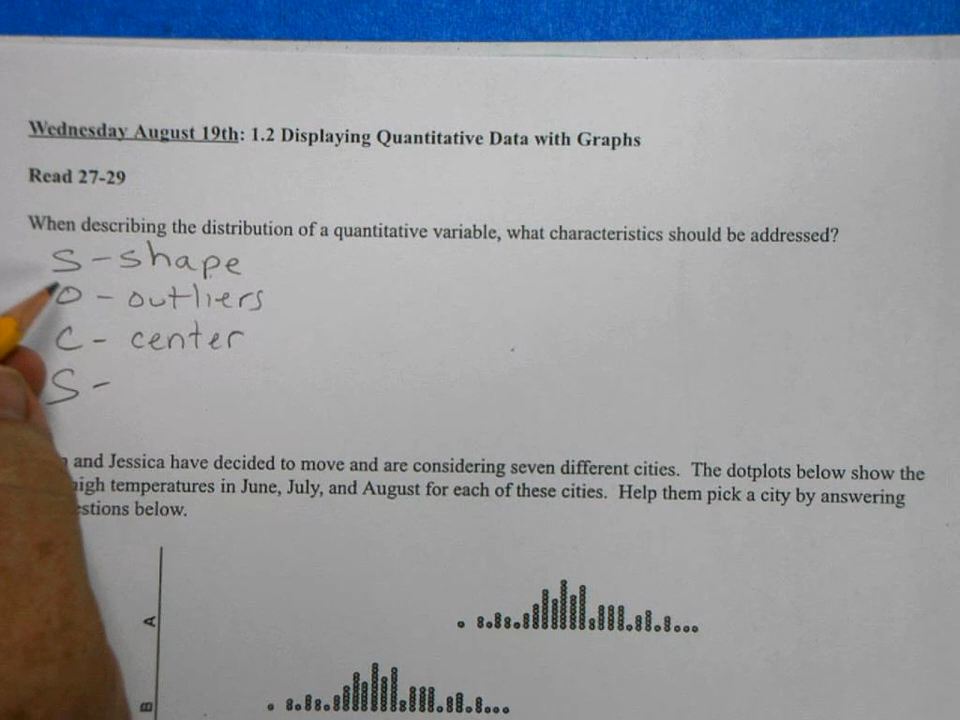 Wednesday August 19th: 1.2 Displaying Quantitative Data with Graphs
Read 27-29
When describing the distribution of a quantitative variable, what characteristics should be addressed?
S - shape
O - outliers
C - center
S -
and Jessica have decided to move and are considering seven different cities. The dotplots below show the
high temperatures in June, July, and August for each of these cities. Help them pick a city by answering
below.
A
B